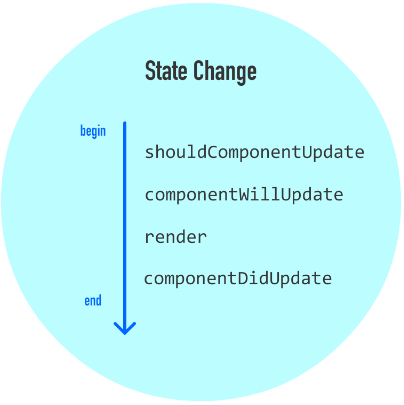 State Change
begin
shouldComponentUpdate
componentWillUpdate
render
componentDidUpdate
end